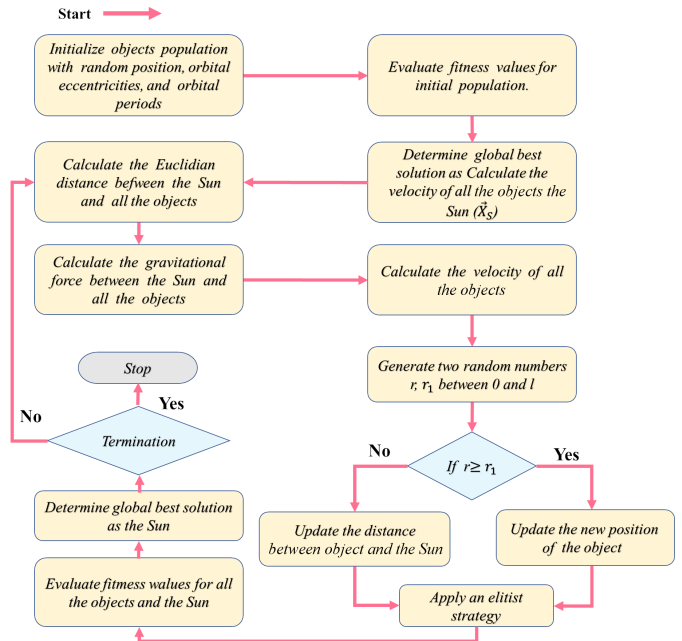 Start
Initialize objects population
with random position, orbital
eccentricities, and orbital
periods
Evaluate fitness values for
initial population.
Determine global best
solution as Calculate the
velocity of all the objects the
Sun (X⃗S)
Calculate the Euclidian
distance befween the Sun
and all the objects
Calculate the gravitational
force between the Sun and
all the objects
Calculate the velocity of all
the objects
Generate two random numbers
r, r₁ between 0 and l
If r≥ r₁
No
Yes
Update the distance
between object and the Sun
Update the new position
of the object
Apply an elitist
strategy
Evaluate fitness walues for all
the objects and the Sun
Determine global best solution
as the Sun
Termination
No
Yes
Stop